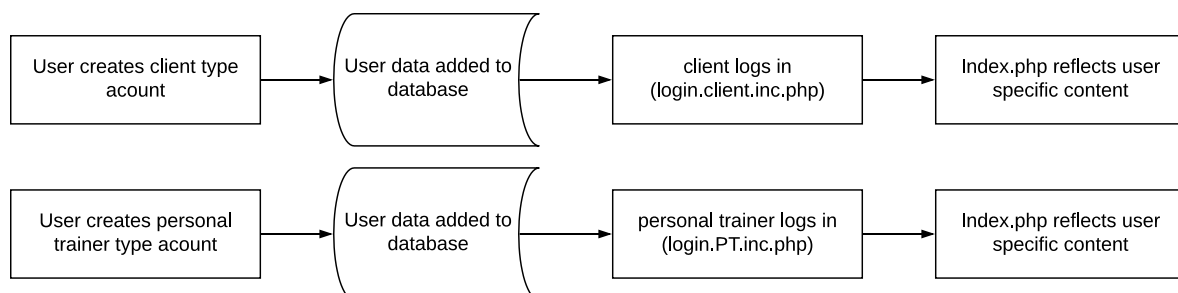 User creates client type
acount
User data added to
database
client logs in
(login.client.inc.php)
Index.php reflects user
specific content
User creates personal
trainer type acount
User data added to
database
personal trainer logs in
(login.PT.inc.php)
Index.php reflects user
specific content